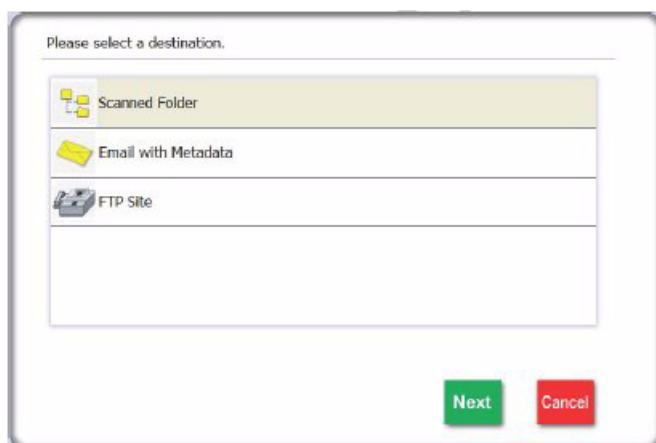 Please select a destination.
Scanned Folder
Email with Metadata
FTP Site
Next
Cancel